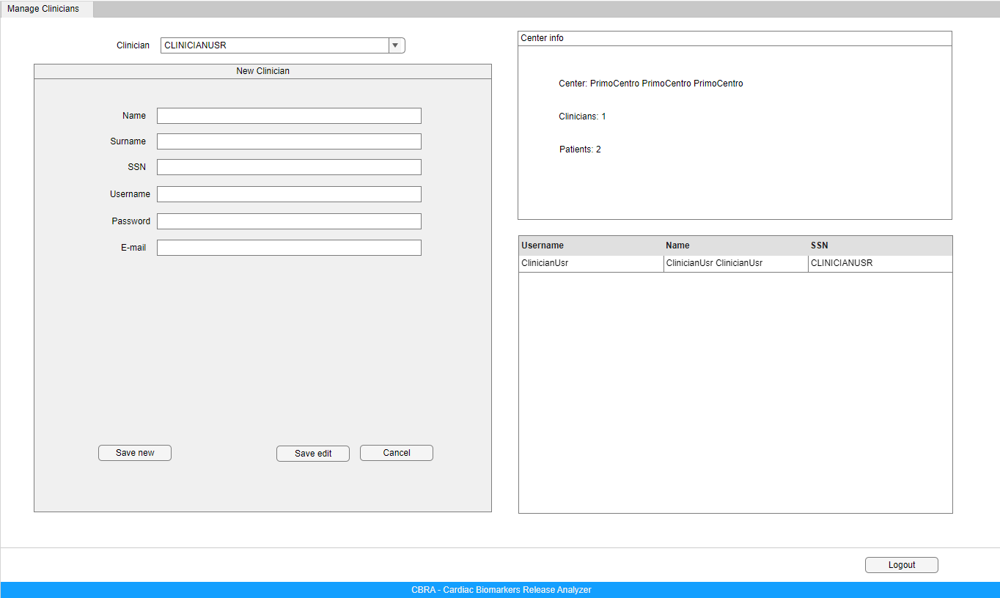 Manage Clinicians
Clinician CLINICIANUSR
New Clinician
Name
Surname
SSN
Username
Password
E-mail
Save new Save edit Cancel
Center info
Center: PrimoCentro PrimoCentro PrimoCentro
Clinicians: 1
Patients: 2
Username Name SSN
ClinicianUsr ClinicianUsr ClinicianUsr CLINICIANUSR
Logout
CBRA - Cardiac Biomarkers Release Analyzer